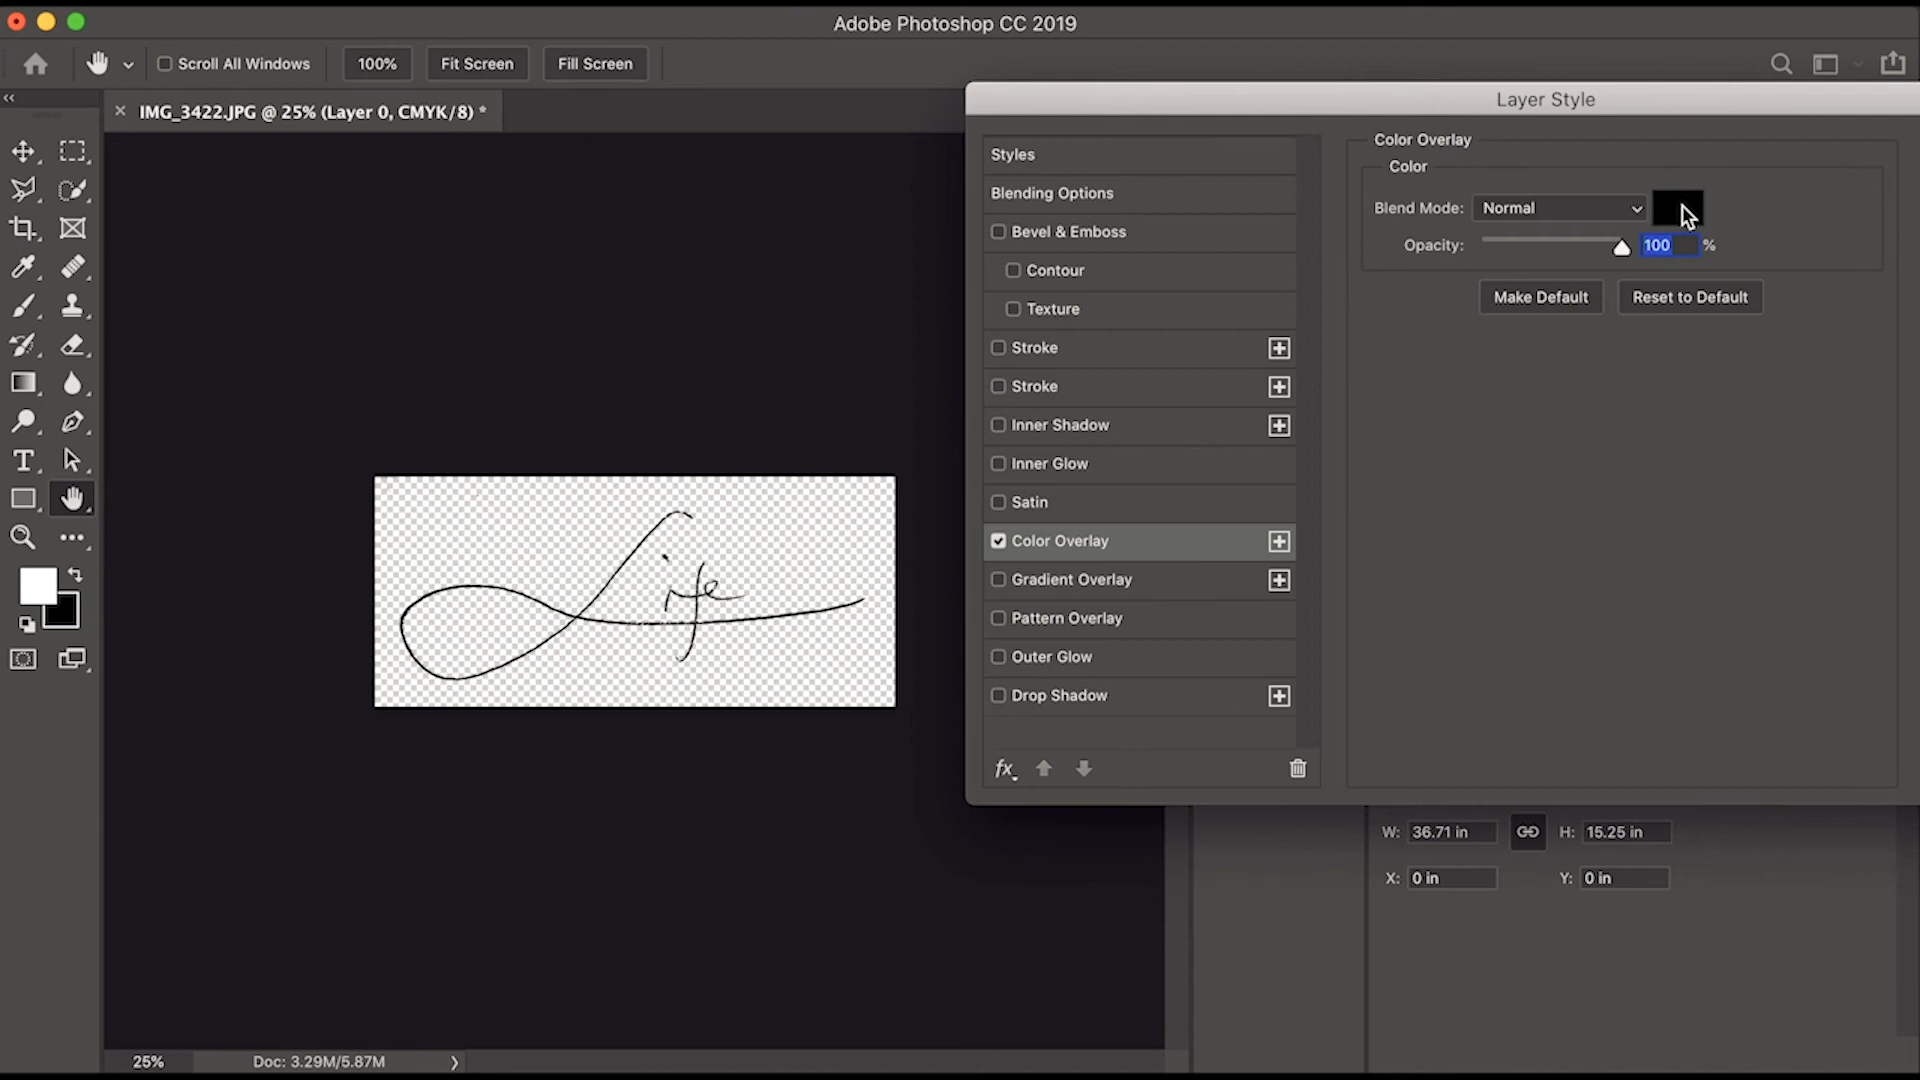 Adobe Photoshop CC 2019
Scroll All Windows 100% Fit Screen Fill Screen
IMG_3422.JPG @ 25% (Layer 0, CMYK/8) *
Layer Style
Styles
Blending Options
Bevel & Emboss
Contour
Texture
Stroke
Stroke
Inner Shadow
Inner Glow
Satin
Color Overlay
Gradient Overlay
Pattern Overlay
Outer Glow
Drop Shadow
fx
Color Overlay
Color
Blend Mode: Normal
Opacity: 100 %
Make Default Reset to Default
Life
W: 36.71 in H: 15.25 in
X: 0 in Y: 0 in
25% Doc: 3.29M/5.87M